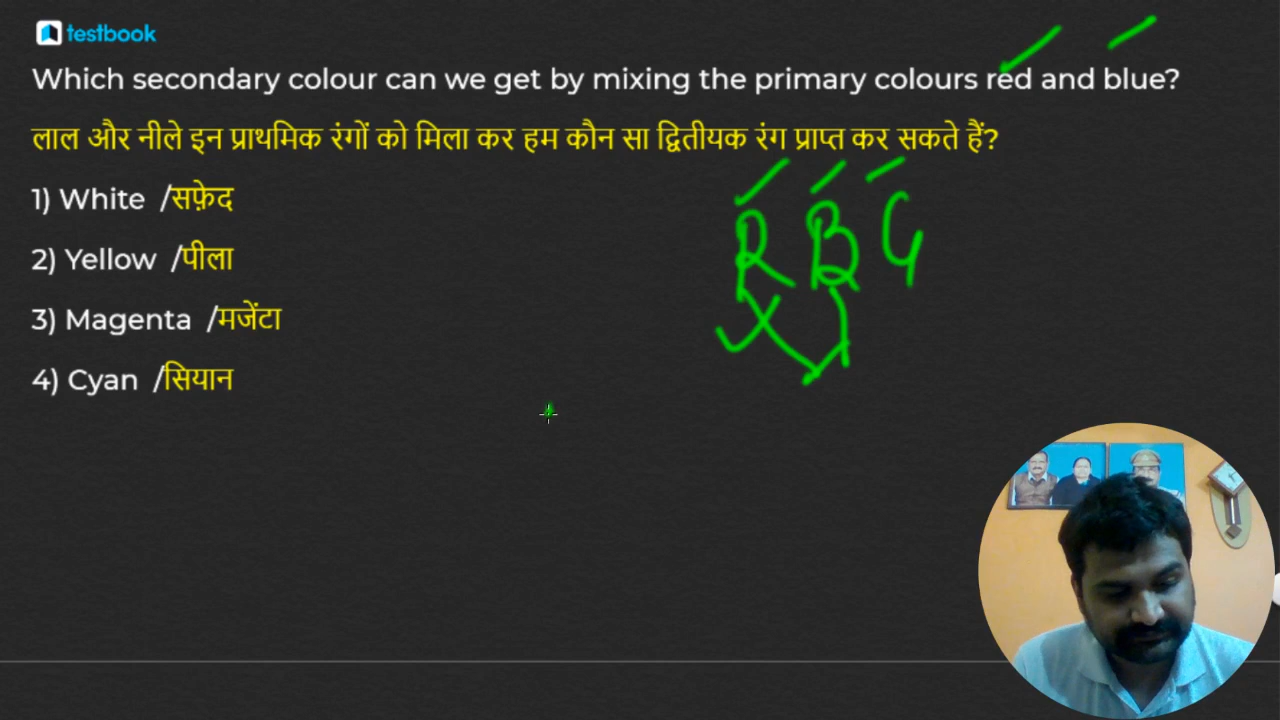 testbook
Which secondary colour can we get by mixing the primary colours red and blue?
लाल और नीले इन प्राथमिक रंगों को मिला कर हम कौन सा द्वितीयक रंग प्राप्त कर सकते हैं?
1) White /सफ़ेद
R B G
2) Yellow /पीला
3) Magenta /मजेंटा
4) Cyan /सियान